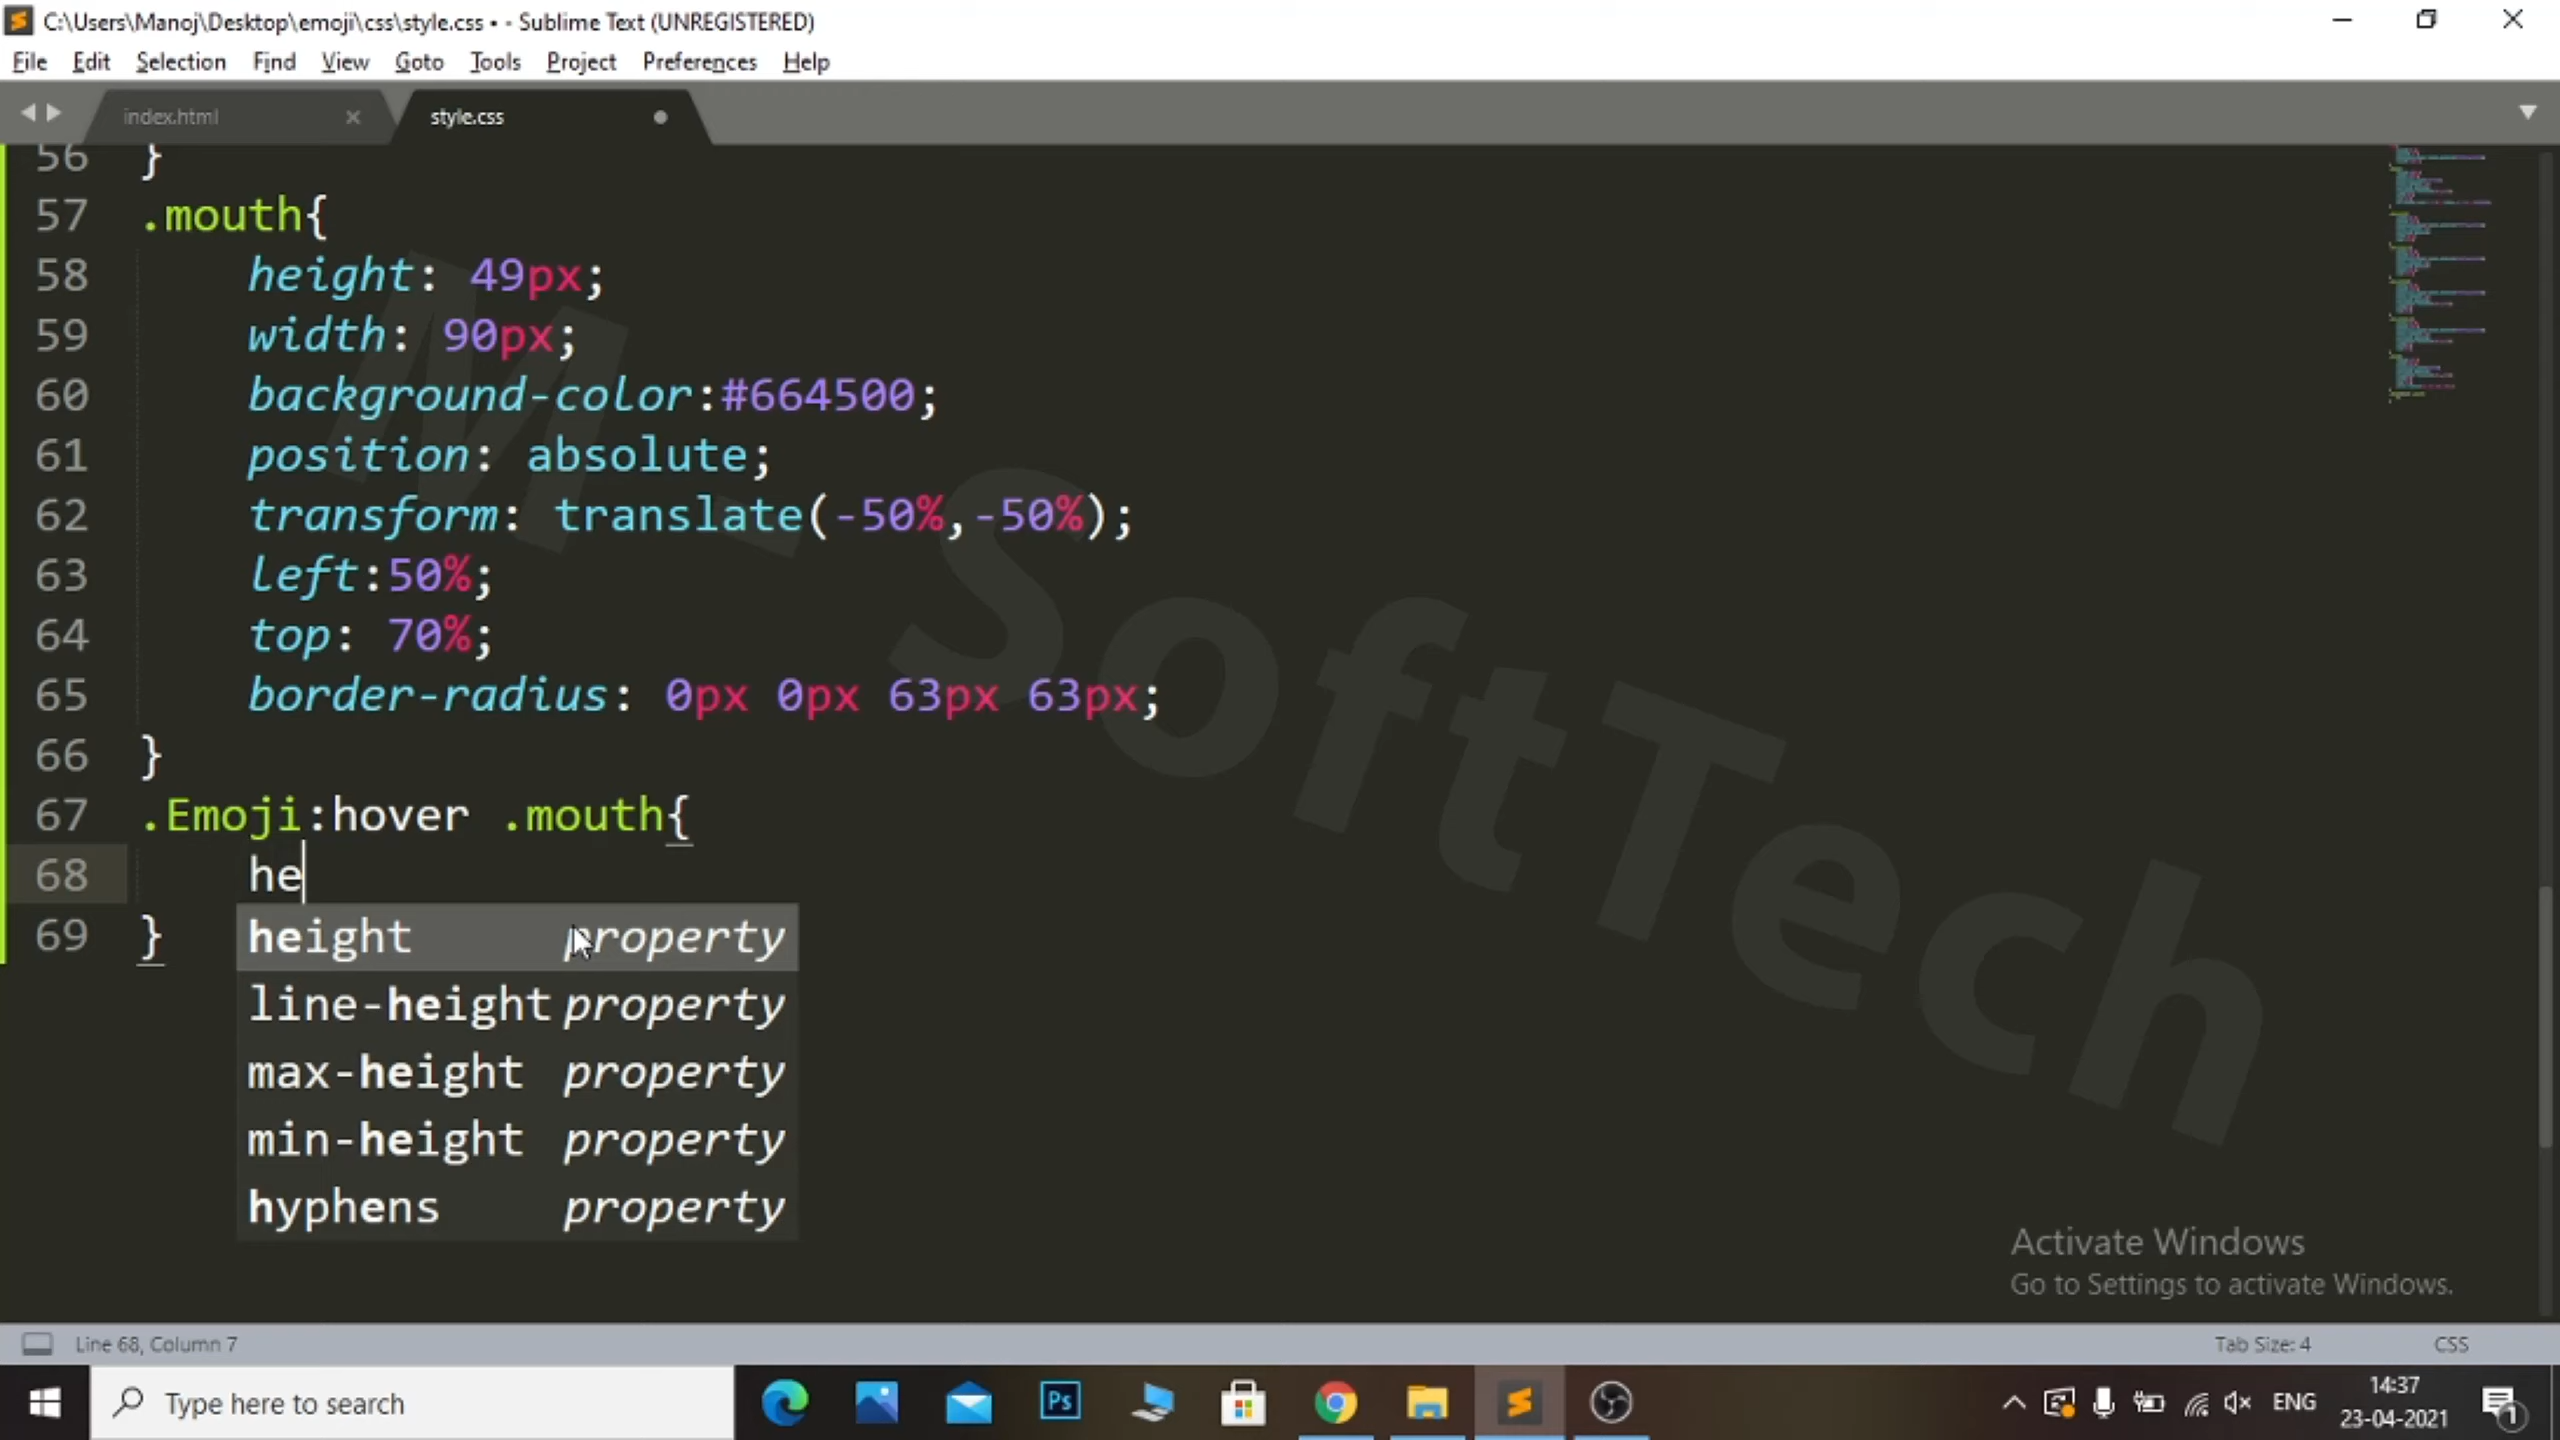 C:\Users\Manoj\Desktop\emoji\css\style.css • - Sublime Text (UNREGISTERED)
File Edit Selection Find View Goto Tools Project Preferences Help
index.html style.css
56 }
57 .mouth{
58 height: 49px;
59 width: 90px;
60 background-color:#664500;
61 position: absolute;
62 transform: translate(-50%,-50%);
63 left:50%;
64 top: 70%;
65 border-radius: 0px 0px 63px 63px;
66 }
67 .Emoji:hover .mouth{
68 he
69 }
height property
line-height property
max-height property
min-height property
hyphens property
M - SoftTech
Activate Windows
Go to Settings to activate Windows.
Line 68, Column 7 Tab Size: 4 CSS
Type here to search
Ps
ENG
14:37
23-04-2021
1